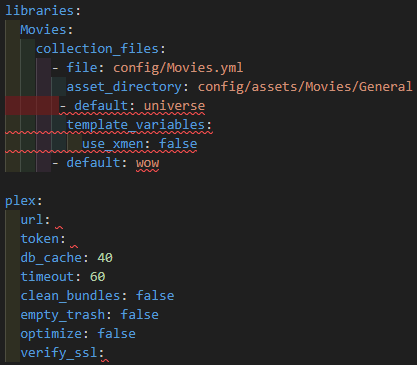 libraries:
  Movies:
    collection_files:
      - file: config/Movies.yml
        asset_directory: config/assets/Movies/General
       - default: universe
        template_variables:
          use_xmen: false
      - default: wow

plex:
  url:
  token:
  db_cache: 40
  timeout: 60
  clean_bundles: false
  empty_trash: false
  optimize: false
  verify_ssl: